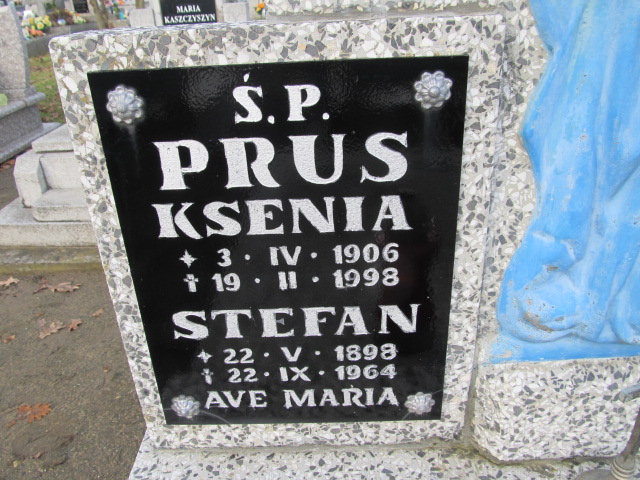 MARIA
KASZCZYSZYN
Ś. P.
PRUS
KSENIA
3 · IV · 1906
† 19 · II · 1998
STEFAN
22 · V · 1898
† 22 · IX · 1964
AVE MARIA